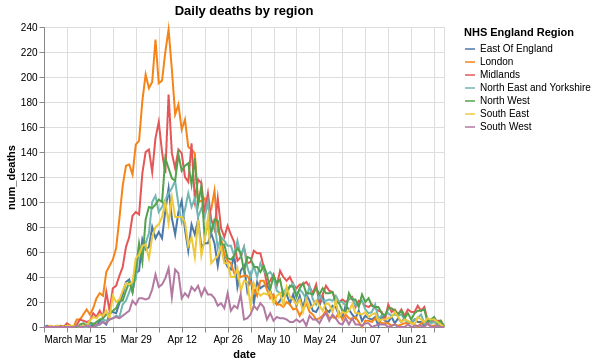 Daily deaths by region
240
220
200
180
160
140
120
100
80
60
40
20
0
num_deaths
March Mar 15 Mar 29 Apr 12 Apr 26 May 10 May 24 Jun 07 Jun 21
date
NHS England Region
East Of England
London
Midlands
North East and Yorkshire
North West
South East
South West